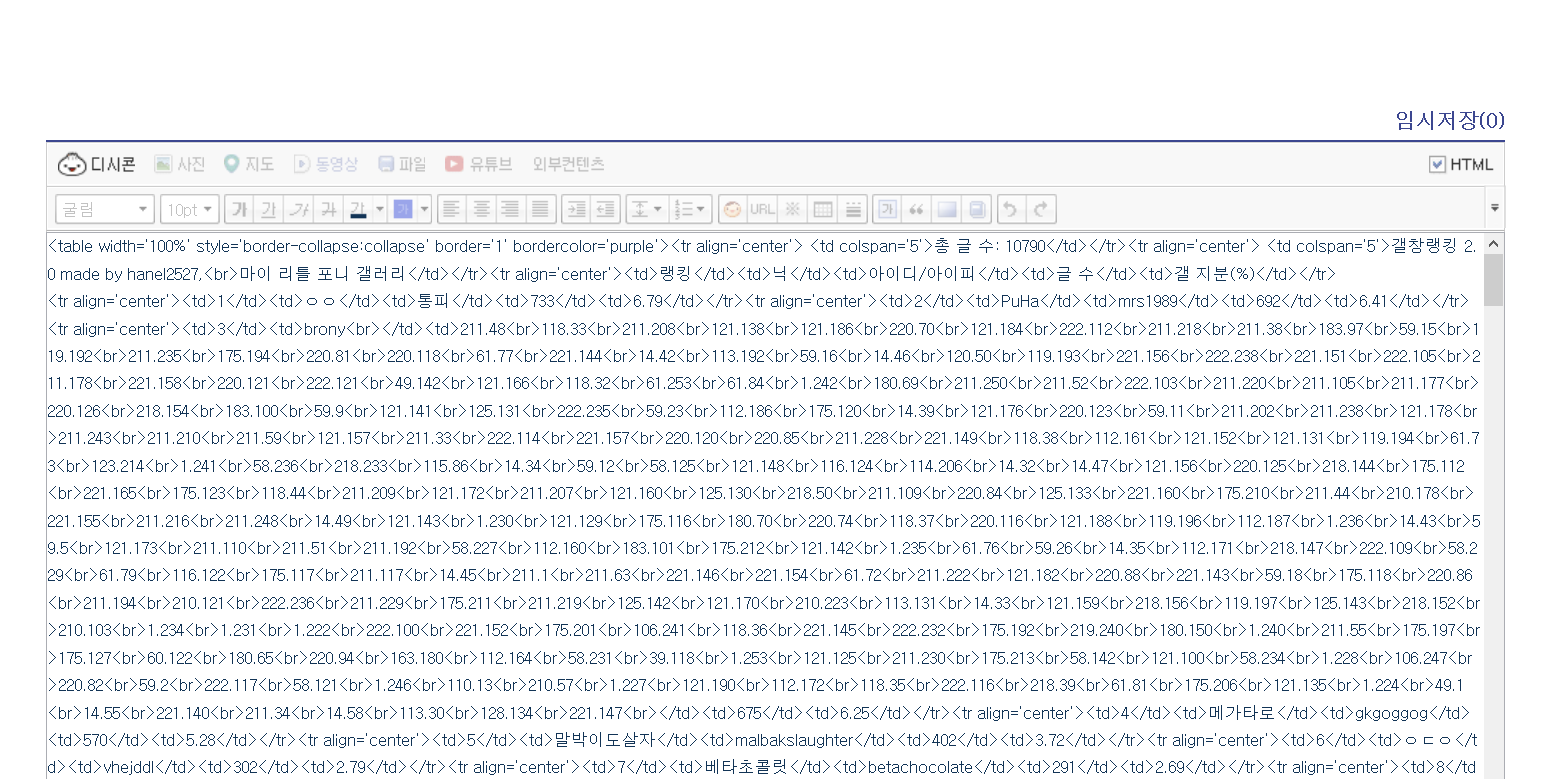 임시저장(0)
디시콘 사진 지도 동영상 파일 유튜브 외부컨텐츠 HTML
굴림 10pt 가 가 가 가 가 가 URL 가
<table width='100%' style='border-collapse:collapse' border='1' bordercolor='purple'><tr align='center'> <td colspan='5'>총 글 수: 10790</td></tr><tr align='center'> <td colspan='5'>갤창랭킹 2.
0 made by hanel2527,<br>마이 리틀 포니 갤러리</td></tr><tr align='center'><td>랭킹</td><td>닉</td><td>아이디/아이피</td><td>글 수</td><td>갤 지분(%)</td></tr>
<tr align='center'><td>1</td><td>ㅇㅇ</td><td>통피</td><td>733</td><td>6.79</td></tr><tr align='center'><td>2</td><td>PuHa</td><td>mrs1989</td><td>692</td><td>6.41</td></tr>
<tr align='center'><td>3</td><td>brony<br></td><td>211.48<br>118.33<br>211.208<br>121.138<br>121.186<br>220.70<br>121.184<br>222.112<br>211.218<br>211.38<br>183.97<br>59.15<br>1
19.192<br>211.235<br>175.194<br>220.81<br>220.118<br>61.77<br>221.144<br>14.42<br>113.192<br>59.16<br>14.46<br>120.50<br>119.193<br>221.156<br>222.238<br>221.151<br>222.105<br>2
11.178<br>221.158<br>220.121<br>222.121<br>49.142<br>121.166<br>118.32<br>61.253<br>61.84<br>1.242<br>180.69<br>211.250<br>211.52<br>222.103<br>211.220<br>211.105<br>211.177<br>
220.126<br>218.154<br>183.100<br>59.9<br>121.141<br>125.131<br>222.235<br>59.23<br>112.186<br>175.120<br>14.39<br>121.176<br>220.123<br>59.11<br>211.202<br>211.238<br>121.178<br
>211.243<br>211.210<br>211.59<br>121.157<br>211.33<br>222.114<br>221.157<br>220.120<br>220.85<br>211.228<br>221.149<br>118.38<br>112.161<br>121.152<br>121.131<br>119.194<br>61.7
3<br>123.214<br>1.241<br>58.236<br>218.233<br>115.86<br>14.34<br>59.12<br>58.125<br>121.148<br>116.124<br>114.206<br>14.32<br>14.47<br>121.156<br>220.125<br>218.144<br>175.112
<br>221.165<br>175.123<br>118.44<br>211.209<br>121.172<br>211.207<br>121.160<br>125.130<br>218.50<br>211.109<br>220.84<br>125.133<br>221.160<br>175.210<br>211.44<br>210.178<br>
221.155<br>211.216<br>211.248<br>14.49<br>121.143<br>1.230<br>121.129<br>175.116<br>180.70<br>220.74<br>118.37<br>220.116<br>121.188<br>119.196<br>112.187<br>1.236<br>14.43<br>5
9.5<br>121.173<br>211.110<br>211.51<br>211.192<br>58.227<br>112.160<br>183.101<br>175.212<br>121.142<br>1.235<br>61.76<br>59.26<br>14.35<br>112.171<br>218.147<br>222.109<br>58.2
29<br>61.79<br>116.122<br>175.117<br>211.117<br>14.45<br>211.1<br>211.63<br>221.146<br>221.154<br>61.72<br>211.222<br>121.182<br>220.88<br>221.143<br>59.18<br>175.118<br>220.86
<br>211.194<br>210.121<br>222.236<br>211.229<br>175.211<br>211.219<br>125.142<br>121.170<br>210.223<br>113.131<br>14.33<br>121.159<br>218.156<br>119.197<br>125.143<br>218.152<br
>210.103<br>1.234<br>1.231<br>1.222<br>222.100<br>221.152<br>175.201<br>106.241<br>118.36<br>221.145<br>222.232<br>175.192<br>219.240<br>180.150<br>1.240<br>211.55<br>175.197<br
>175.127<br>60.122<br>180.65<br>220.94<br>163.180<br>112.164<br>58.231<br>39.118<br>1.253<br>121.125<br>211.230<br>175.213<br>58.142<br>121.100<br>58.234<br>1.228<br>106.247<br
>220.82<br>59.2<br>222.117<br>58.121<br>1.246<br>110.13<br>210.57<br>1.227<br>121.190<br>112.172<br>118.35<br>222.116<br>218.39<br>61.81<br>175.206<br>121.135<br>1.224<br>49.1
<br>14.55<br>221.140<br>211.34<br>14.58<br>113.30<br>128.134<br>221.147<br></td><td>675</td><td>6.25</td></tr><tr align='center'><td>4</td><td>메가타로</td><td>gkgoggog</td>
<td>570</td><td>5.28</td></tr><tr align='center'><td>5</td><td>말박이도살자</td><td>malbakslaughter</td><td>402</td><td>3.72</td></tr><tr align='center'><td>6</td><td>ㅇㄷㅇ</t
d><td>vhejddl</td><td>302</td><td>2.79</td></tr><tr align='center'><td>7</td><td>베타초콜릿</td><td>betachocolate</td><td>291</td><td>2.69</td></tr><tr align='center'><td>8</td